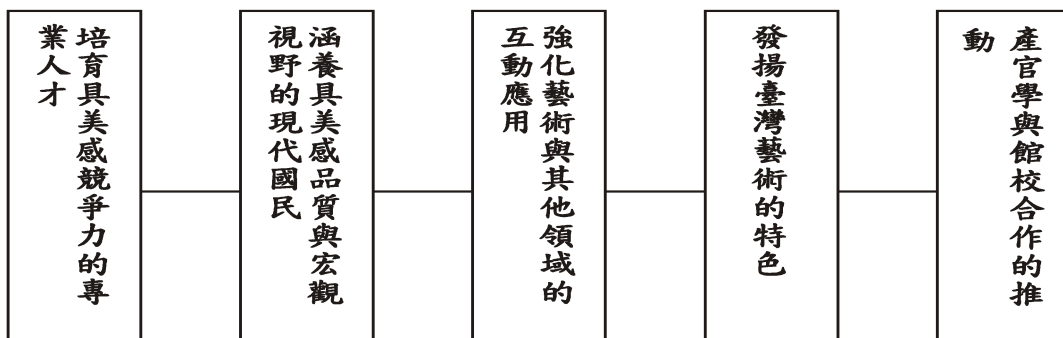 培育具美感競爭力的專
業人才
涵養具美感品質與宏觀
視野的現代國民
強化藝術與其他領域的
互動應用
發揚臺灣藝術的特色
產官學與館校合作的推
動